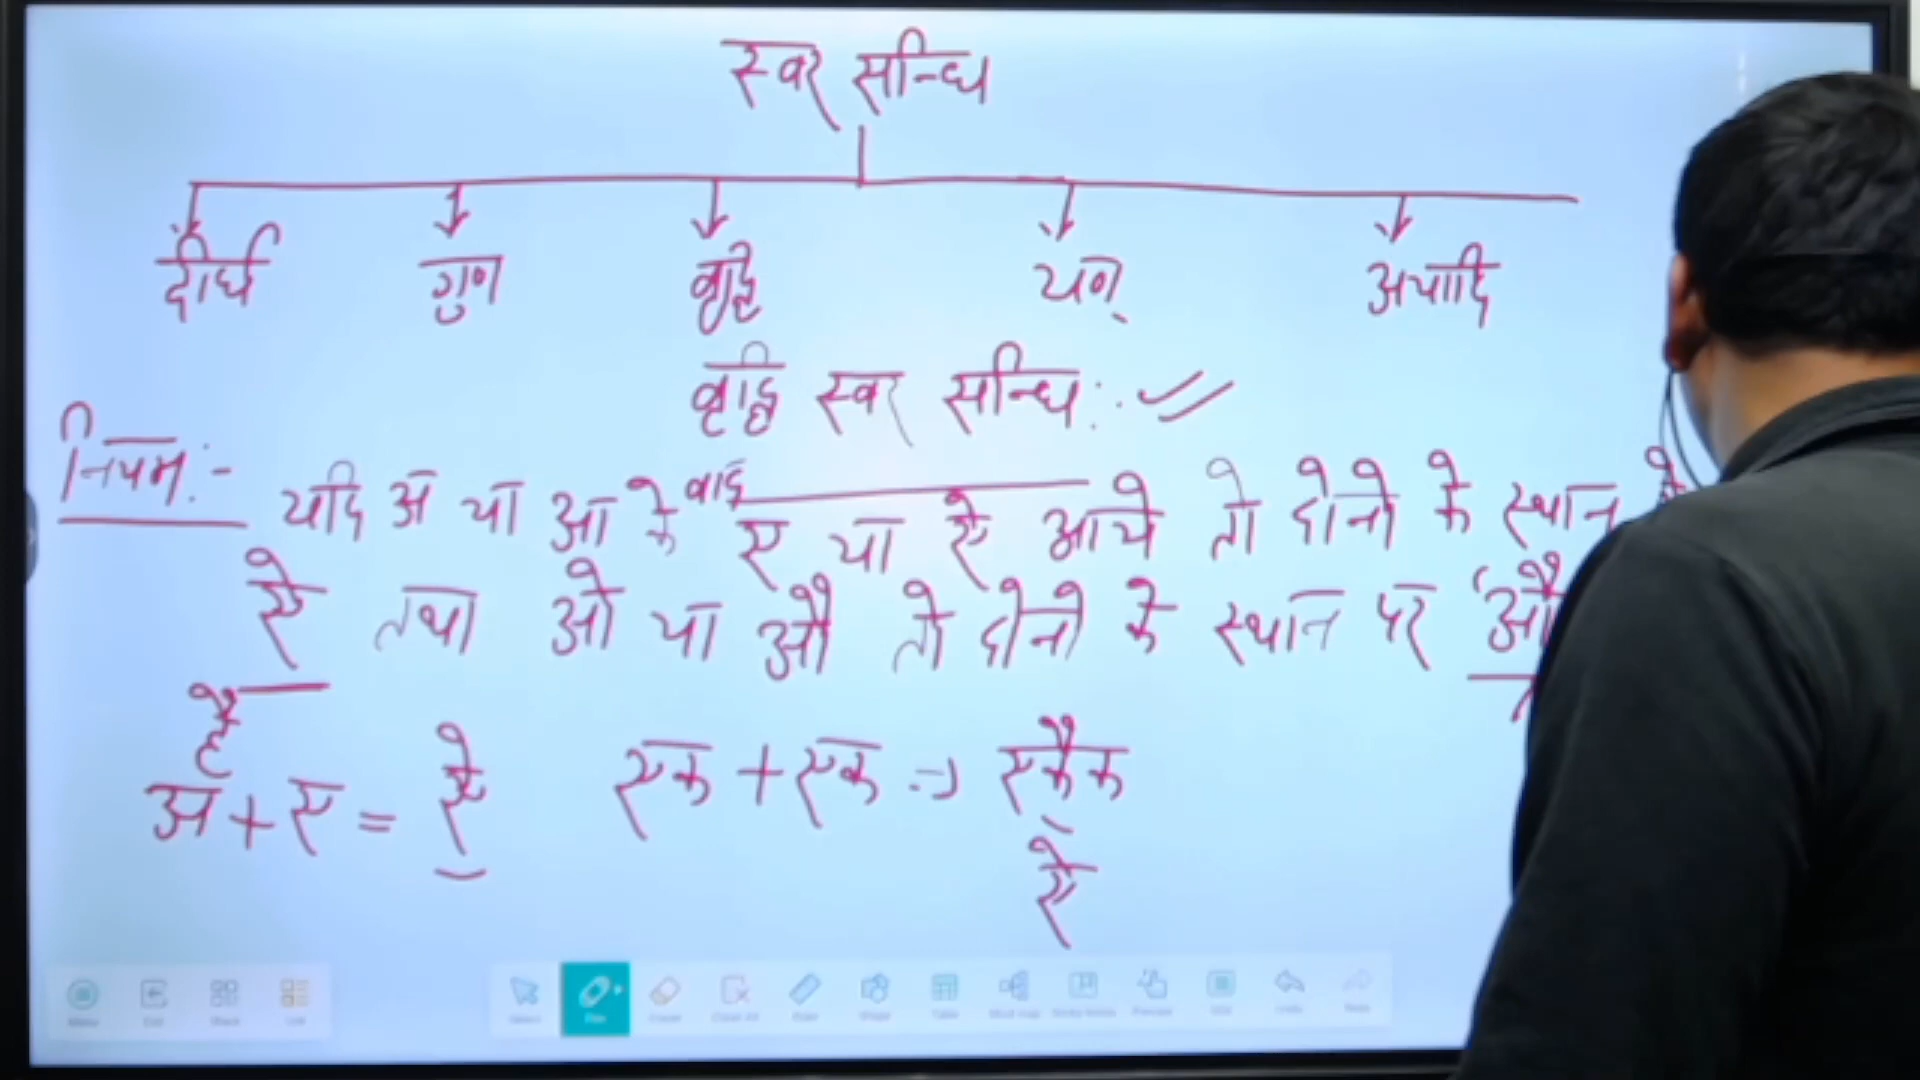 स्वर सन्धि
दीर्घ गुण वृद्धि यण् अयादि
वृद्धि स्वर सन्धि:
नियम:- यदि अ या आ के बाद ए या ऐ आये तो दोनो के स्थान
ऐ तथा ओ या औ तो दोनो के स्थान पर 'औ
है
अ + ए = ऐ एक + एक => एकैक
ऐ